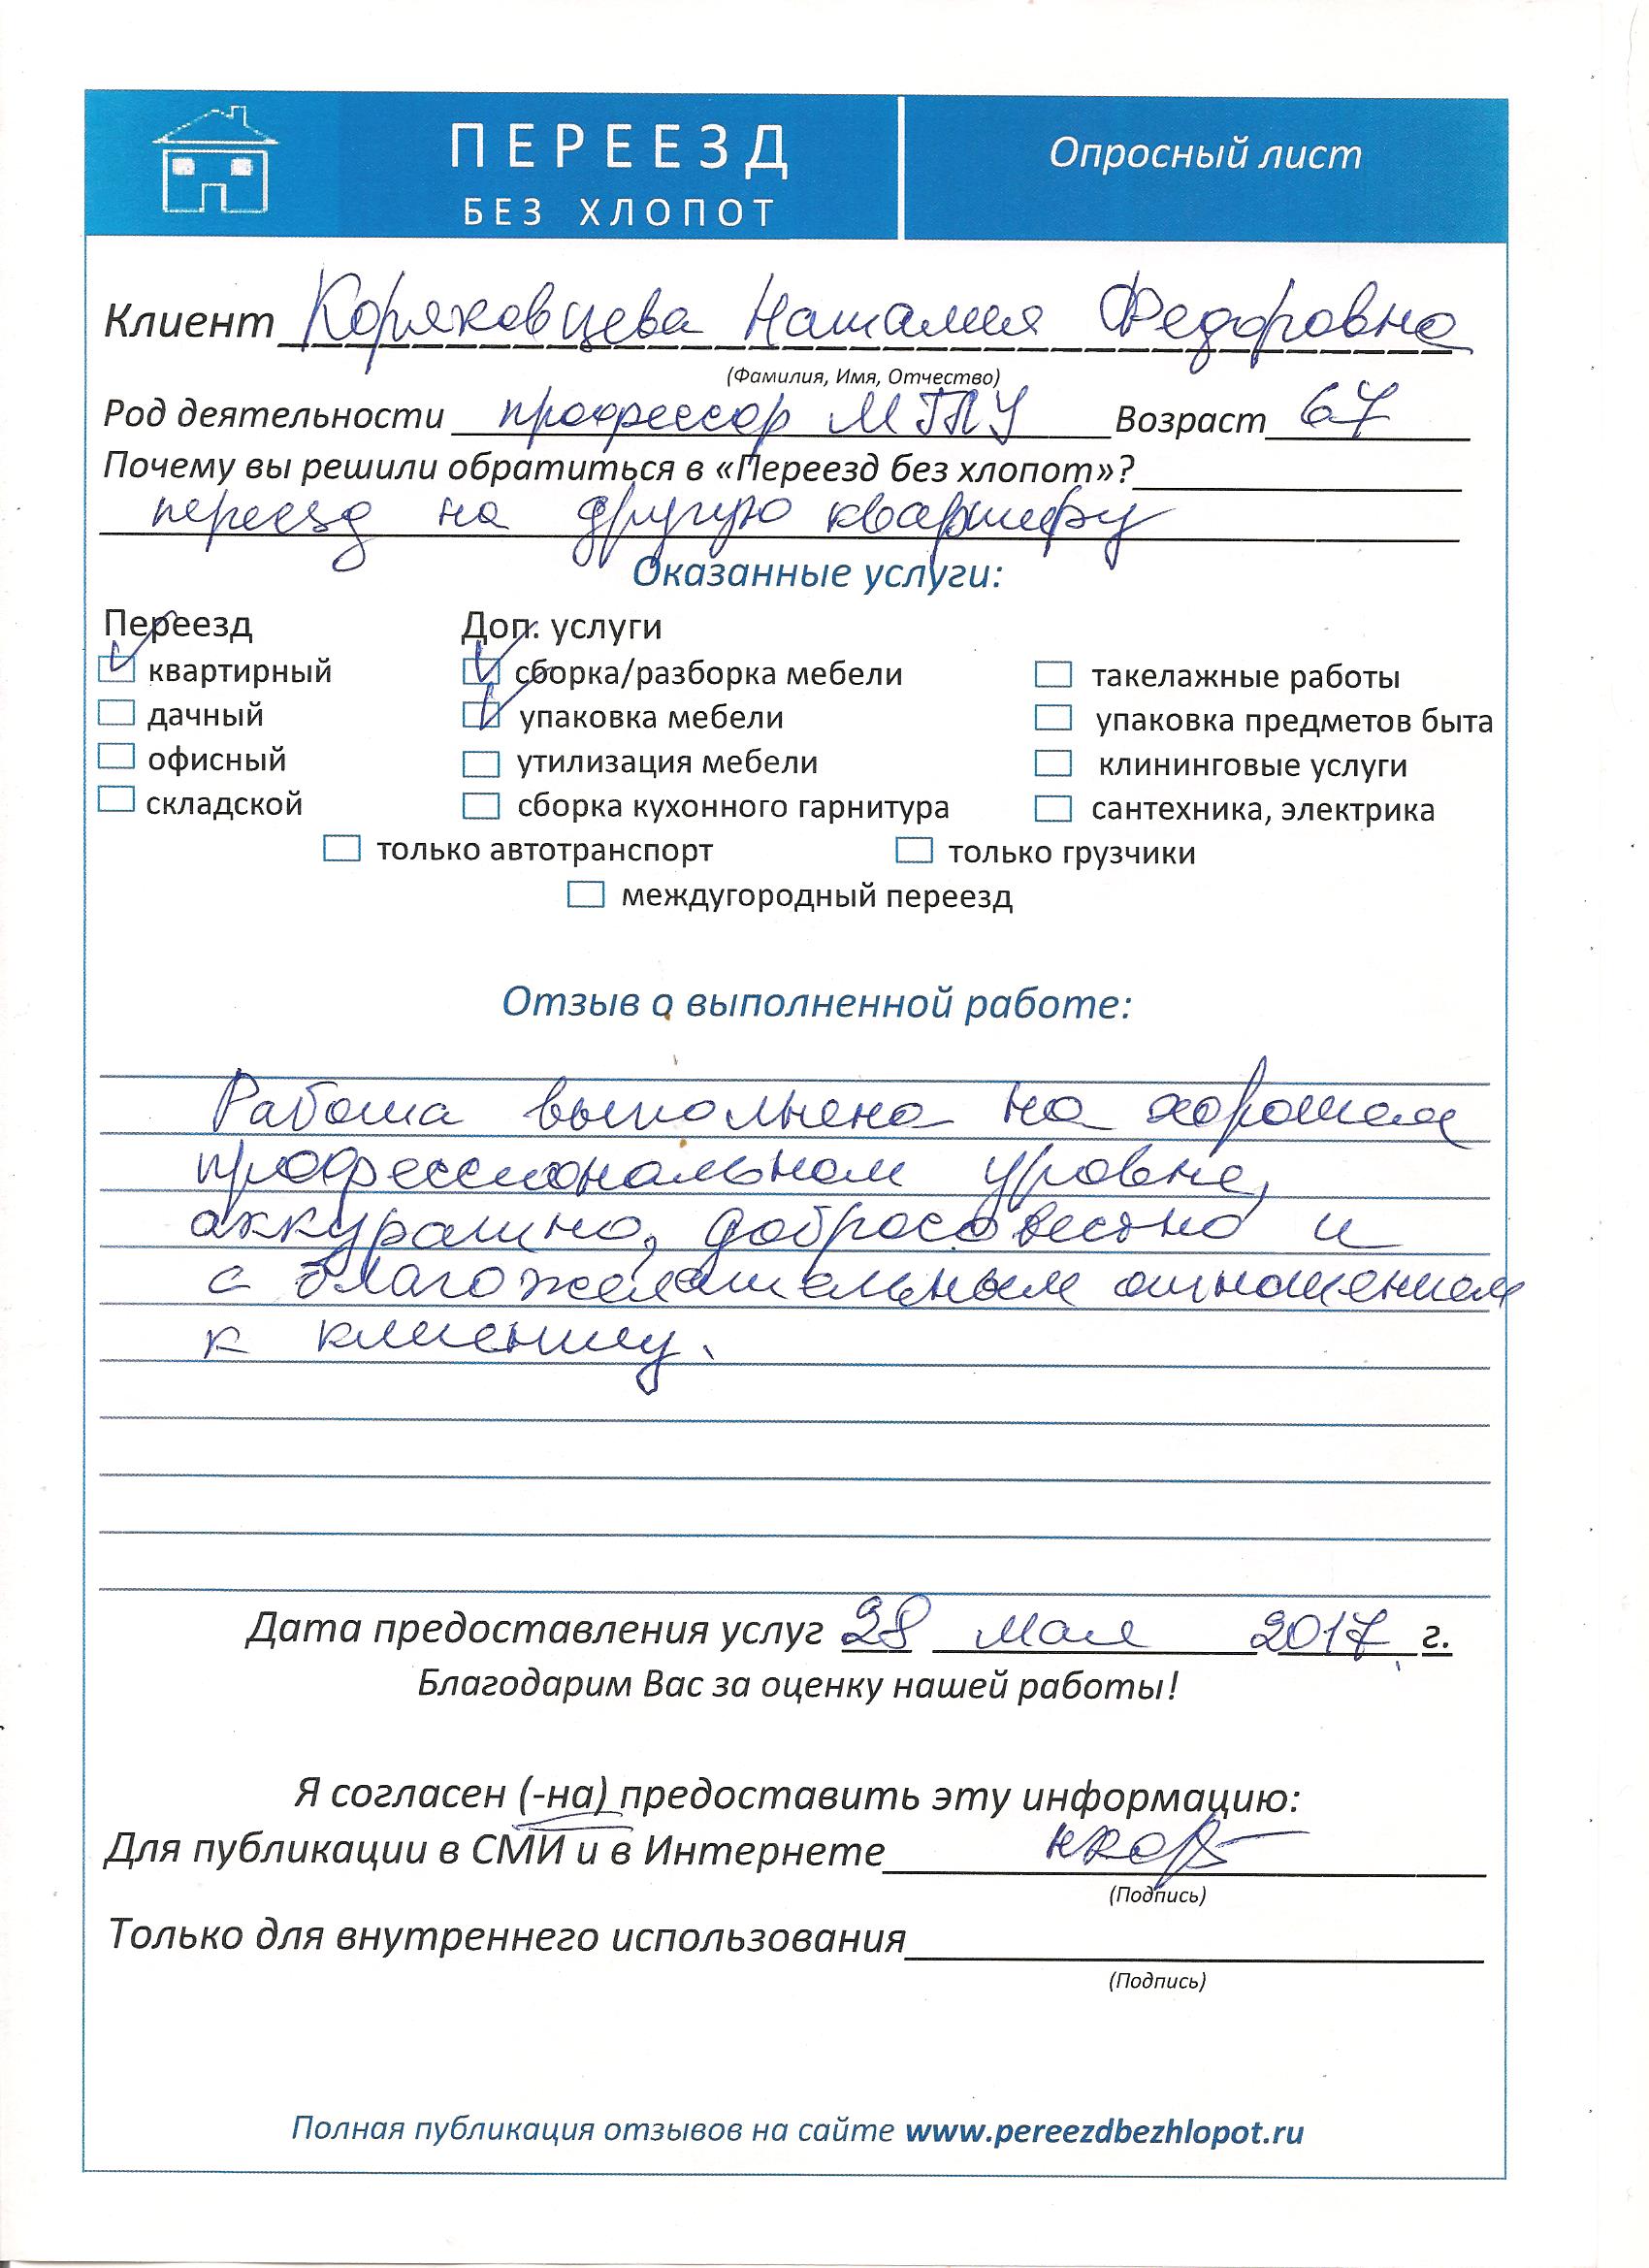 ПЕРЕЕЗД
БЕЗ ХЛОПОТ
Опросный лист
Клиент Коряковцева Наталия Федоровна
(Фамилия, Имя, Отчество)
Род деятельности профессор МГПУ Возраст 67
Почему вы решили обратиться в «Переезд без хлопот»?
переезд на другую квартиру
Оказанные услуги:
Переезд Доп. услуги
квартирный сборка/разборка мебели такелажные работы
дачный упаковка мебели упаковка предметов быта
офисный утилизация мебели клининговые услуги
складской сборка кухонного гарнитура сантехника, электрика
только автотранспорт только грузчики
междугородный переезд
Отзыв о выполненной работе:
Работа выполнена на хорошем
профессиональном уровне,
аккуратно, добросовестно и
с благожелательным отношением
к клиенту.
Дата предоставления услуг 28 мая 2017 г.
Благодарим Вас за оценку нашей работы!
Я согласен (-на) предоставить эту информацию:
Для публикации в СМИ и в Интернете
(Подпись)
Только для внутреннего использования
(Подпись)
Полная публикация отзывов на сайте www.pereezdbezhlopot.ru